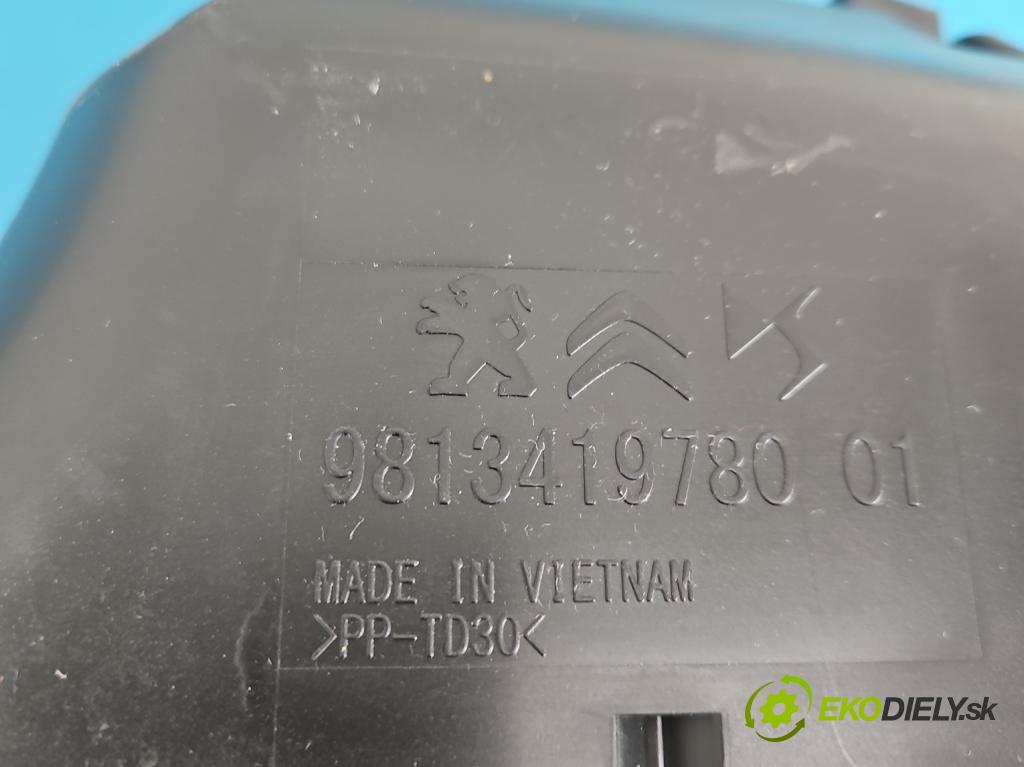 9813419780 01
MADE IN VIETNAM
>PP-TD30<
EKODIELY.sk